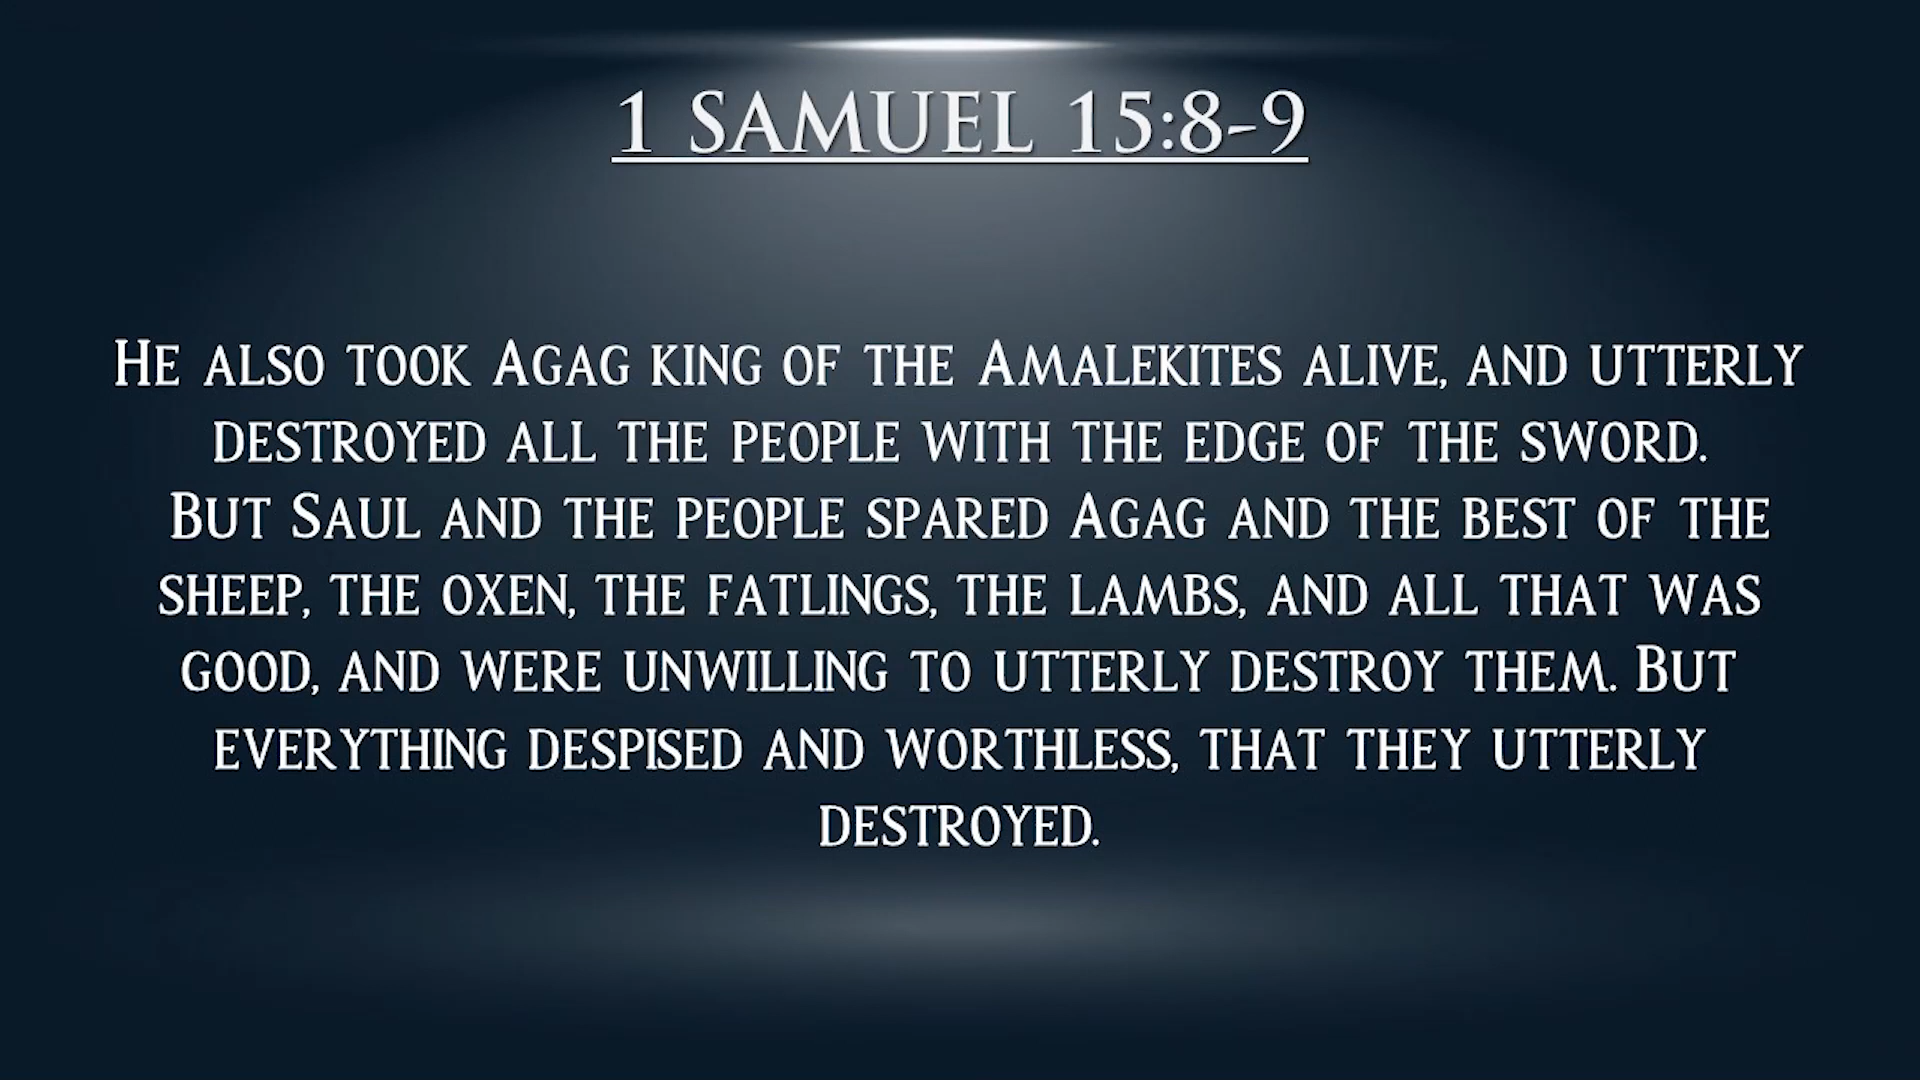 1 SAMUEL 15:8-9
He also took Agag king of the Amalekites alive, and utterly
destroyed all the people with the edge of the sword.
But Saul and the people spared Agag and the best of the
sheep, the oxen, the fatlings, the lambs, and all that was
good, and were unwilling to utterly destroy them. But
everything despised and worthless, that they utterly
destroyed.